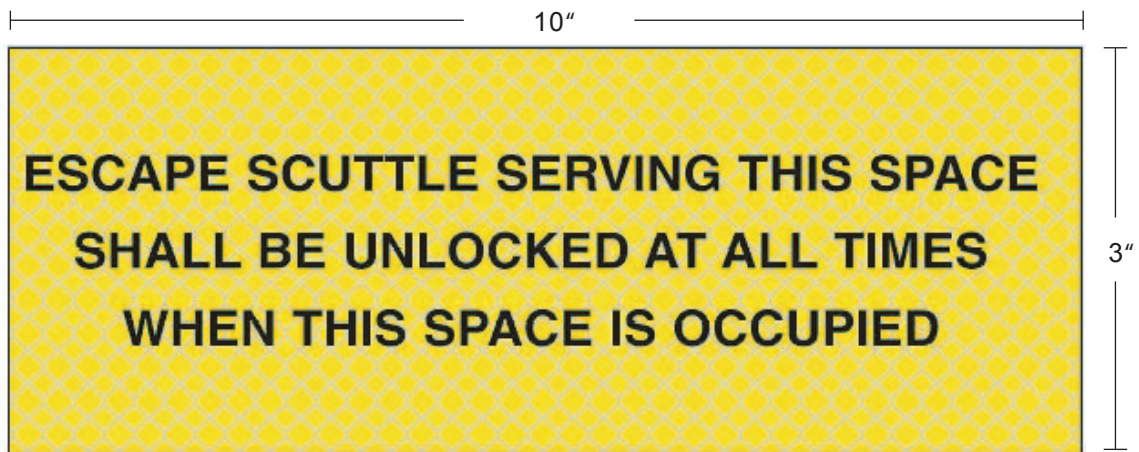 10“
ESCAPE SCUTTLE SERVING THIS SPACE
SHALL BE UNLOCKED AT ALL TIMES
WHEN THIS SPACE IS OCCUPIED
3“